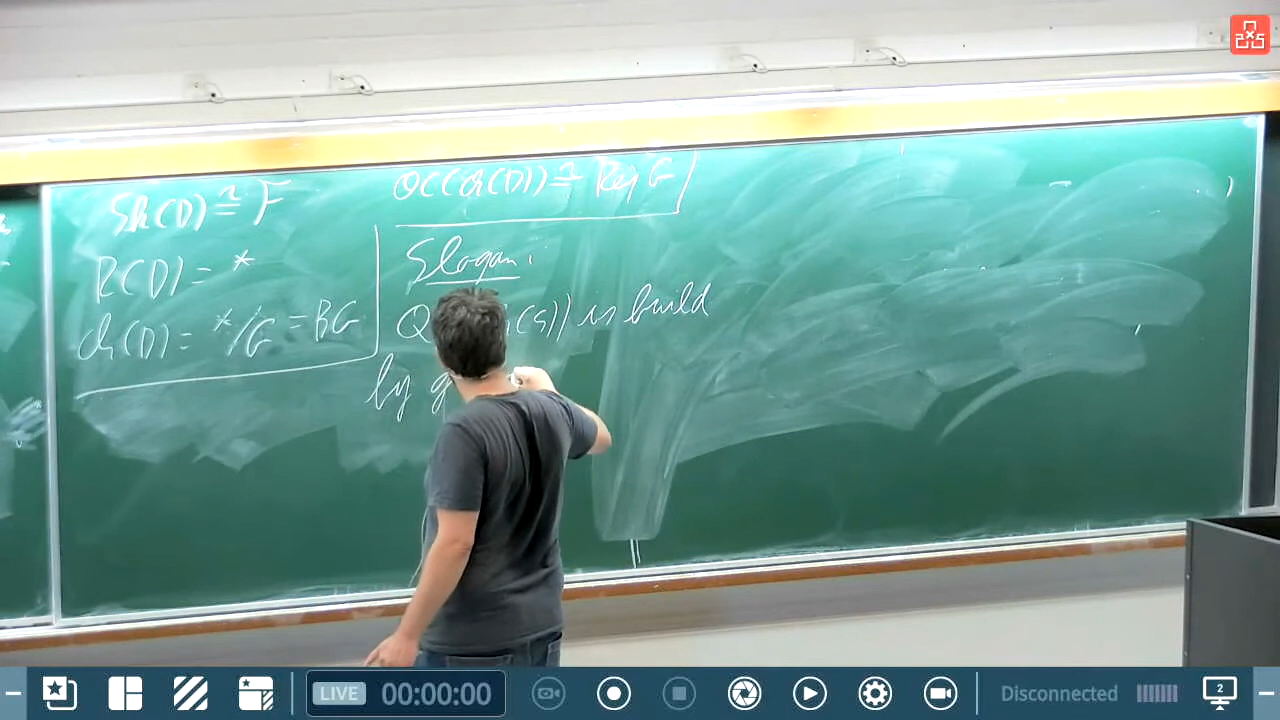 Sh(D) ≅ F
R(D) = *
ch(D) = */G = BG
QC(ch(D)) ≅ Rep G
Slogan:
is build
by
LIVE 00:00:00
Disconnected
2